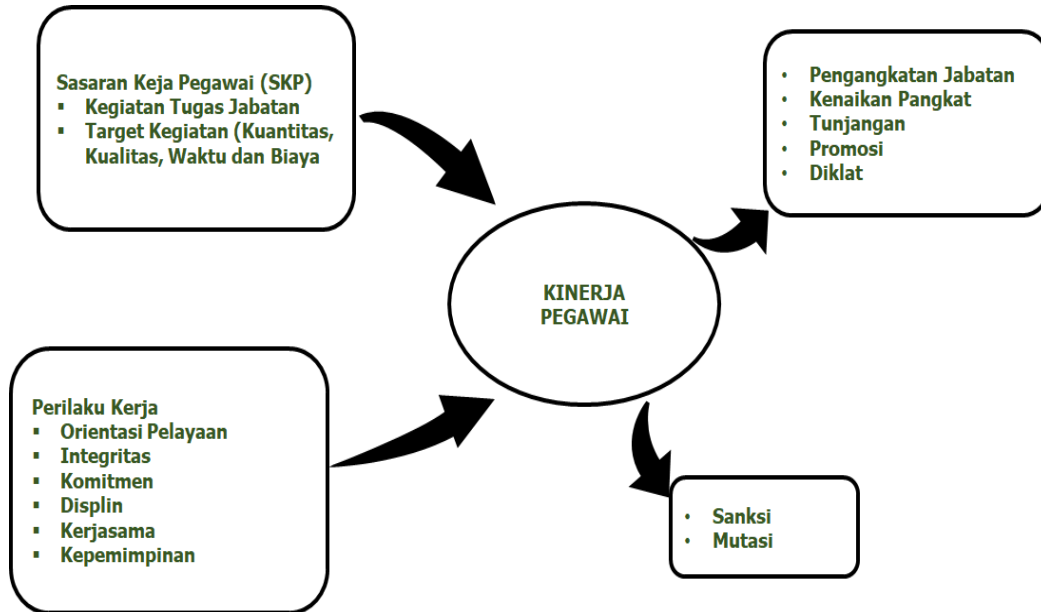 Sasaran Keja Pegawai (SKP)
▪ Kegiatan Tugas Jabatan
▪ Target Kegiatan (Kuantitas,
Kualitas, Waktu dan Biaya
• Pengangkatan Jabatan
• Kenaikan Pangkat
• Tunjangan
• Promosi
• Diklat
KINERJA
PEGAWAI
Perilaku Kerja
▪ Orientasi Pelayaan
▪ Integritas
▪ Komitmen
▪ Displin
▪ Kerjasama
▪ Kepemimpinan
• Sanksi
• Mutasi